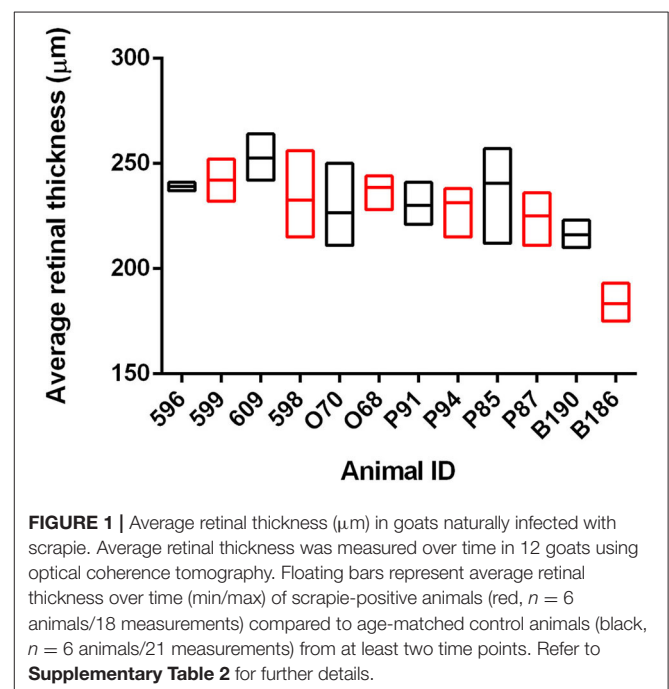 Average retinal thickness (μm)
300
250
200
150
596 599 609 598 O70 O68 P91 P94 P85 P87 B190 B186
Animal ID
FIGURE 1 | Average retinal thickness (μm) in goats naturally infected with
scrapie. Average retinal thickness was measured over time in 12 goats using
optical coherence tomography. Floating bars represent average retinal
thickness over time (min/max) of scrapie-positive animals (red, n = 6
animals/18 measurements) compared to age-matched control animals (black,
n = 6 animals/21 measurements) from at least two time points. Refer to
Supplementary Table 2 for further details.